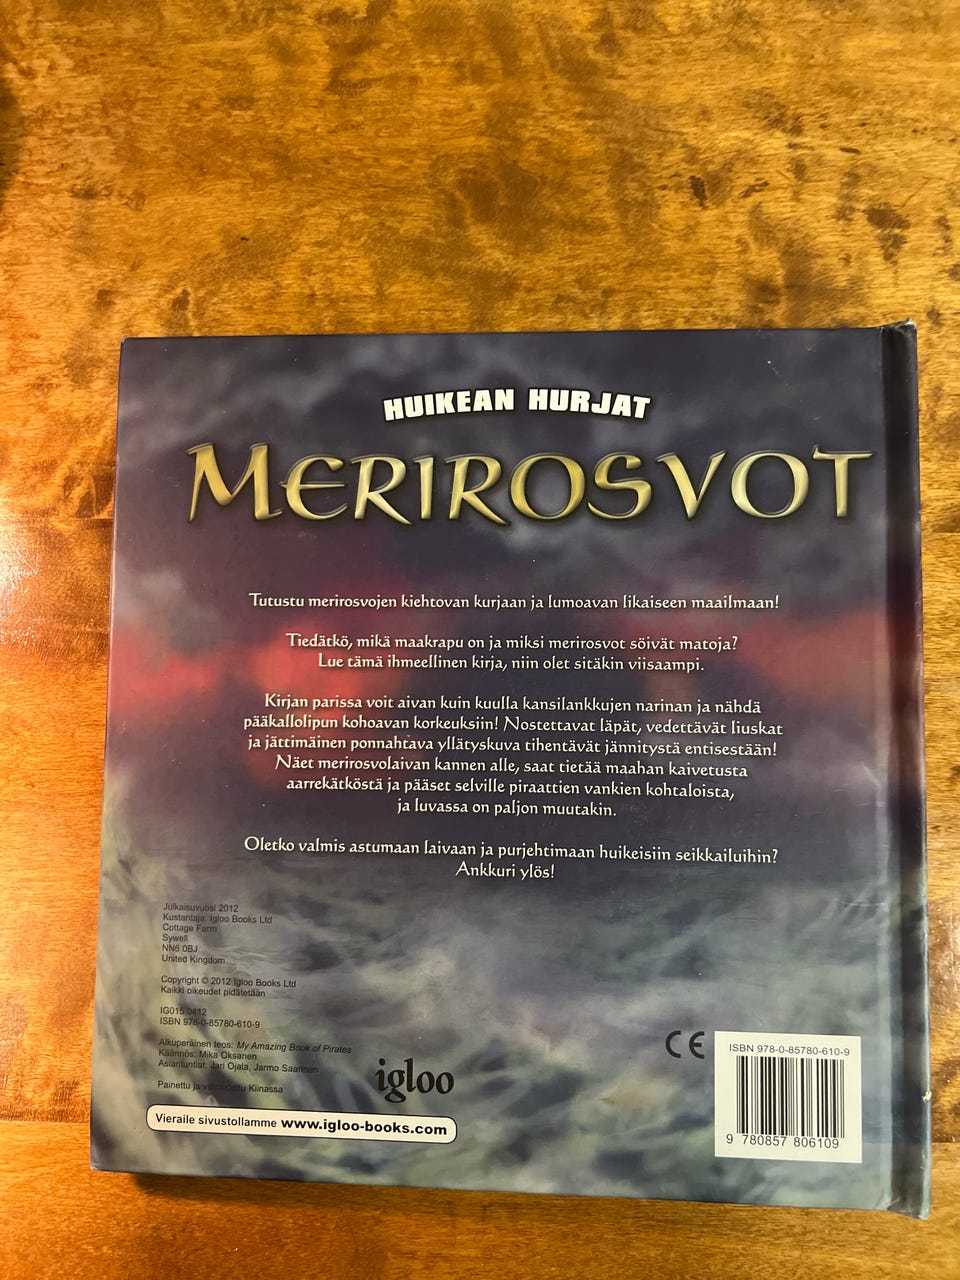 HUIKEAN HURJAT
MERIROSVOT
Tutustu merirosvojen kiehtovan kurjaan ja lumoavan likaiseen maailmaan!
Tiedätkö, mikä maakrapu on ja miksi merirosvot söivät matoja?
Lue tämä ihmeellinen kirja, niin olet sitäkin viisaampi.
Kirjan parissa voit aivan kuin kuulla kansilankkujen narinan ja nähdä
pääkallolipun kohoavan korkeuksiin! Nostettavat läpät, vedettävät liuskat
ja jättimäinen ponnahtava yllätyskuva tihentävät jännitystä entisestään!
Näet merirosvolaivan kannen alle, saat tietää maahan kaivetusta
aarrekätköstä ja pääset selville piraattien vankien kohtaloista,
ja luvassa on paljon muutakin.
Oletko valmis astumaan laivaan ja purjehtimaan huikeisiin seikkailuihin?
Ankkuri ylös!
Julkaisuvuosi 2012
Kustantaja: Igloo Books Ltd
Cottage Farm
Sywell
NN6 0BJ
United Kingdom
Copyright © 2012 Igloo Books Ltd
Kaikki oikeudet pidätetään
IG015 0412
ISBN 978-0-85780-610-9
Alkuperäinen teos: My Amazing Book of Pirates
Käännös: Mika Oksanen
Asiantuntiat: Jari Ojala, Jarmo Saarinen
Painettu ja valmistettu Kiinassa
igloo
Vieraile sivustollamme www.igloo-books.com
CE
ISBN 978-0-85780-610-9
9 780857 806109